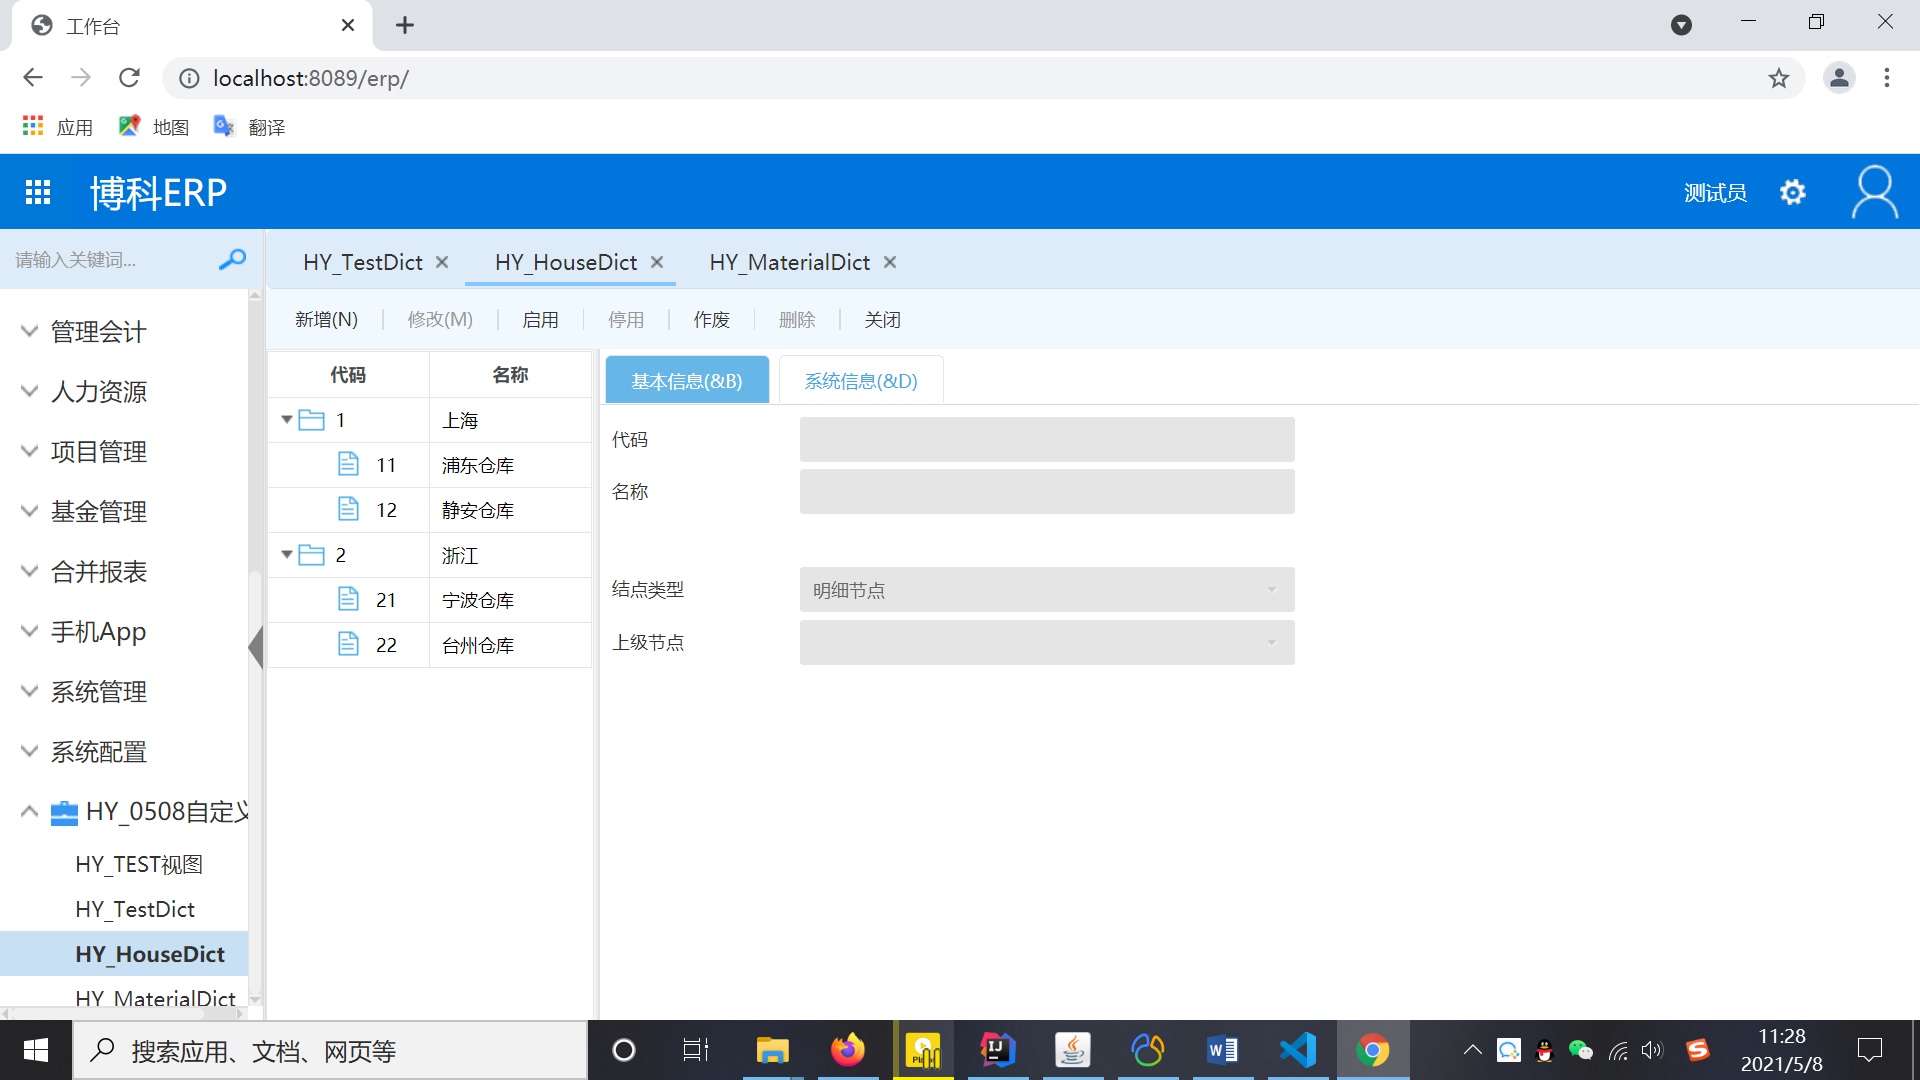 工作台
localhost:8089/erp/
应用 地图 翻译
博科ERP 测试员
请输入关键词... HY_TestDict HY_HouseDict HY_MaterialDict
新增(N) 修改(M) 启用 停用 作废 删除 关闭
管理会计
人力资源
项目管理
基金管理
合并报表
手机App
系统管理
系统配置
HY_0508自定义
HY_TEST视图
HY_TestDict
HY_HouseDict
HY_MaterialDict
代码 名称
1 上海
11 浦东仓库
12 静安仓库
2 浙江
21 宁波仓库
22 台州仓库
基本信息(&B) 系统信息(&D)
代码
名称
结点类型 明细节点
上级节点
搜索应用、文档、网页等
11:28
2021/5/8